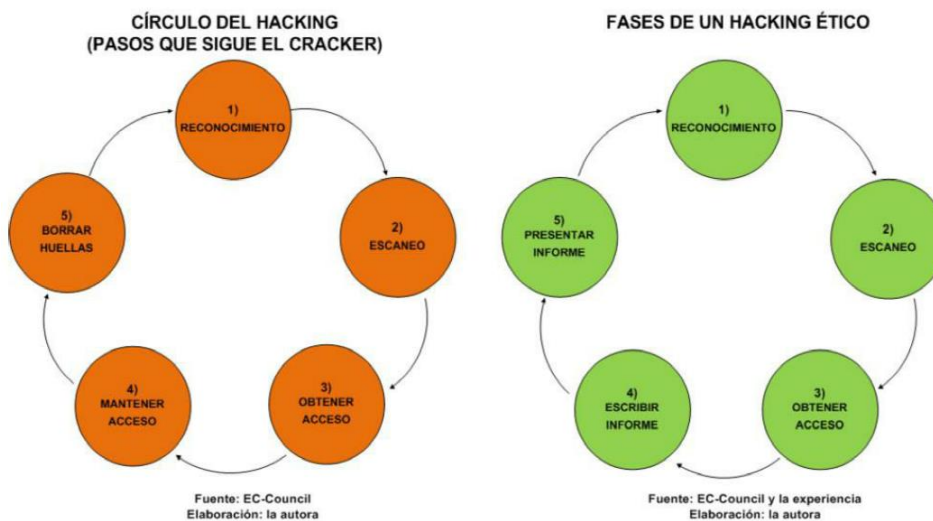 CÍRCULO DEL HACKING
(PASOS QUE SIGUE EL CRACKER)
1)
RECONOCIMIENTO
2)
ESCANEO
3)
OBTENER
ACCESO
4)
MANTENER
ACCESO
5)
BORRAR
HUELLAS
Fuente: EC-Council
Elaboración: la autora
FASES DE UN HACKING ÉTICO
1)
RECONOCIMIENTO
2)
ESCANEO
3)
OBTENER
ACCESO
4)
ESCRIBIR
INFORME
5)
PRESENTAR
INFORME
Fuente: EC-Council y la experiencia
Elaboración: la autora